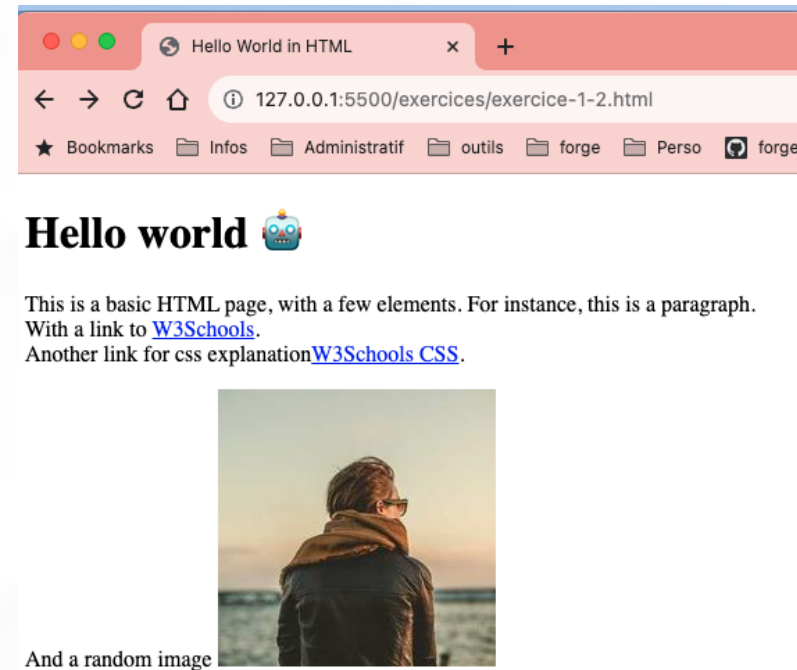 Hello World in HTML
127.0.0.1:5500/exercices/exercice-1-2.html
Bookmarks Infos Administratif outils forge Perso forge
Hello world 🤖
This is a basic HTML page, with a few elements. For instance, this is a paragraph.
With a link to W3Schools.
Another link for css explanationW3Schools CSS.
And a random image